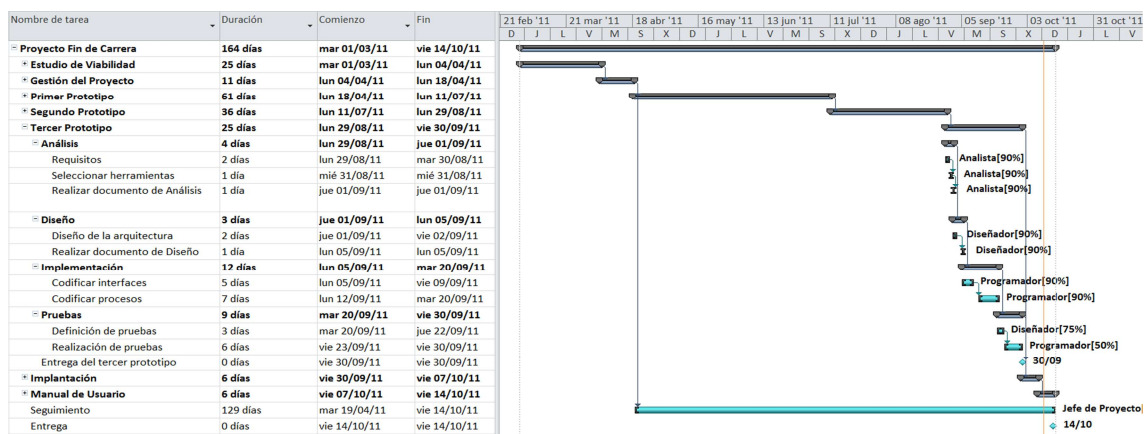 Nombre de tarea Duración Comienzo Fin 21 feb '11 21 mar '11 18 abr '11 16 may '11 13 jun '11 11 jul '11 08 ago '11 05 sep '11 03 oct '11 31 oct '11
D J L V M S X D J L V M S X J L V M S X D J L V
Proyecto Fin de Carrera 164 días mar 01/03/11 vie 14/10/11
Estudio de Viabilidad 25 días mar 01/03/11 lun 04/04/11
Gestión del Proyecto 11 días lun 04/04/11 lun 18/04/11
Primer Prototipo 61 días lun 18/04/11 lun 11/07/11
Segundo Prototipo 36 días lun 11/07/11 lun 29/08/11
Tercer Prototipo 25 días lun 29/08/11 vie 30/09/11
Análisis 4 días lun 29/08/11 jue 01/09/11
Requisitos 2 días lun 29/08/11 mar 30/08/11 Analista[90%]
Seleccionar herramientas 1 día mié 31/08/11 mié 31/08/11 Analista[90%]
Realizar documento de Análisis 1 día jue 01/09/11 jue 01/09/11 Analista[90%]
Diseño 3 días jue 01/09/11 lun 05/09/11
Diseño de la arquitectura 2 días jue 01/09/11 vie 02/09/11 Diseñador[90%]
Realizar documento de Diseño 1 día lun 05/09/11 lun 05/09/11 Diseñador[90%]
Implementación 12 días lun 05/09/11 mar 20/09/11
Codificar interfaces 5 días lun 05/09/11 vie 09/09/11 Programador[90%]
Codificar procesos 7 días lun 12/09/11 mar 20/09/11 Programador[90%]
Pruebas 9 días mar 20/09/11 vie 30/09/11
Definición de pruebas 3 días mar 20/09/11 jue 22/09/11 Diseñador[75%]
Realización de pruebas 6 días vie 23/09/11 vie 30/09/11 Programador[50%]
Entrega del tercer prototipo 0 días vie 30/09/11 vie 30/09/11 30/09
Implantación 6 días vie 30/09/11 vie 07/10/11
Manual de Usuario 6 días vie 07/10/11 vie 14/10/11
Seguimiento 129 días mar 19/04/11 vie 14/10/11 Jefe de Proyecto[
Entrega 0 días vie 14/10/11 vie 14/10/11 14/10